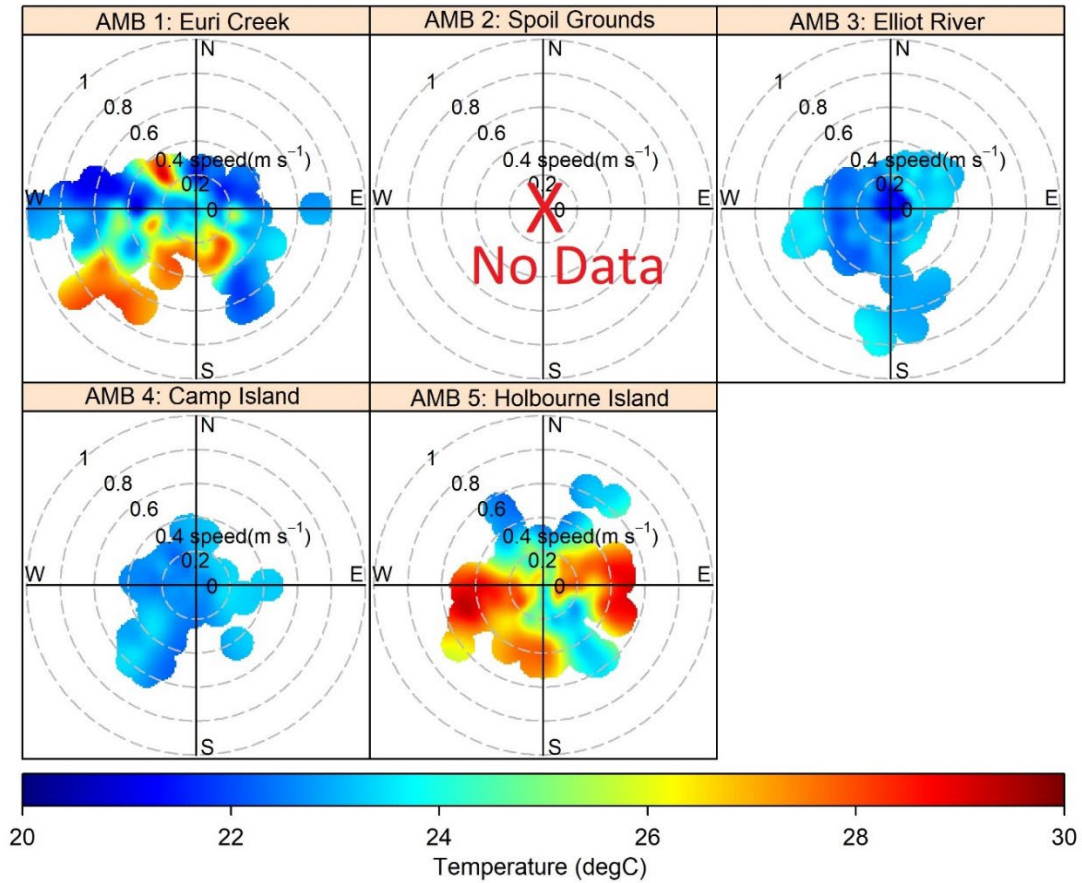 AMB 1: Euri Creek
AMB 2: Spoil Grounds
AMB 3: Elliot River
N
1
0.8
0.6
0.4 speed(m s⁻¹)
0.2
W
0
E
S
N
1
0.8
0.6
0.4 speed(m s⁻¹)
0.2
W
X
0
E
No Data
S
N
1
0.8
0.6
0.4 speed(m s⁻¹)
0.2
W
0
E
S
AMB 4: Camp Island
AMB 5: Holbourne Island
N
1
0.8
0.6
0.4 speed(m s⁻¹)
0.2
W
0
E
S
N
1
0.8
0.6
0.4 speed(m s⁻¹)
0.2
W
0
E
S
20 22 24 26 28 30
Temperature (degC)